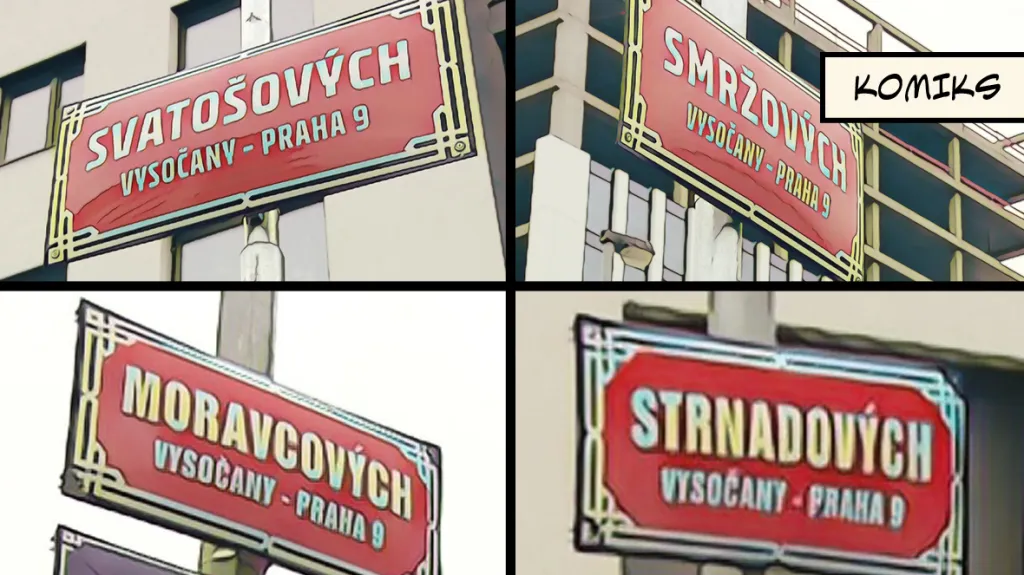 SVATOŠOVÝCH
VYSOČANY - PRAHA 9
SMRŽOVÝCH
VYSOČANY - PRAHA 9
KOMIKS
MORAVCOVÝCH
VYSOČANY - PRAHA 9
STRNADOVÝCH
VYSOČANY - PRAHA 9